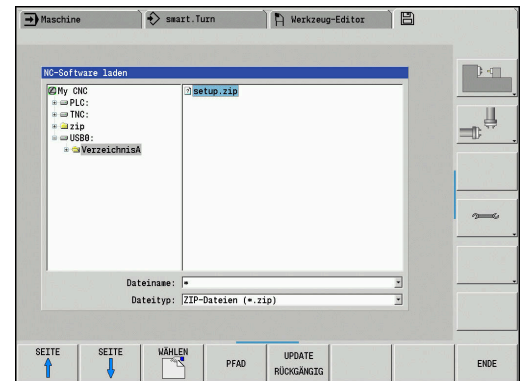 Maschine
smart.Turn
Werkzeug-Editor
NC-Software laden
My CNC
PLC:
TNC:
zip
USB0:
VerzeichnisA
setup.zip
Dateiname: *
Dateityp: ZIP-Dateien (*.zip)
SEITE
SEITE
WÄHLEN
PFAD
UPDATE
RÜCKGÄNGIG
ENDE